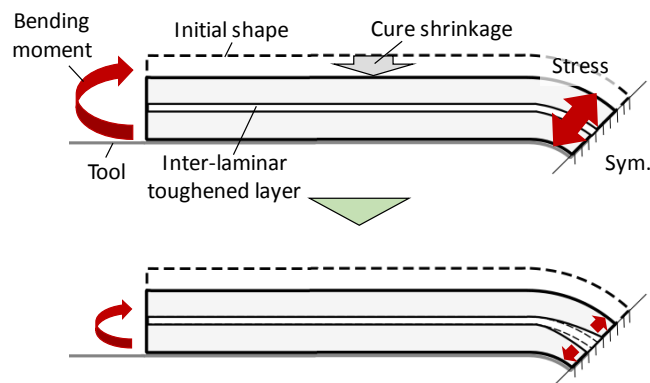 Bending
moment
Initial shape
Cure shrinkage
Stress
Tool
Inter-laminar
toughened layer
Sym.